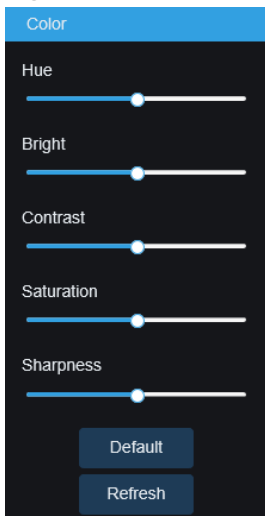 Color
Hue
Bright
Contrast
Saturation
Sharpness
Default
Refresh